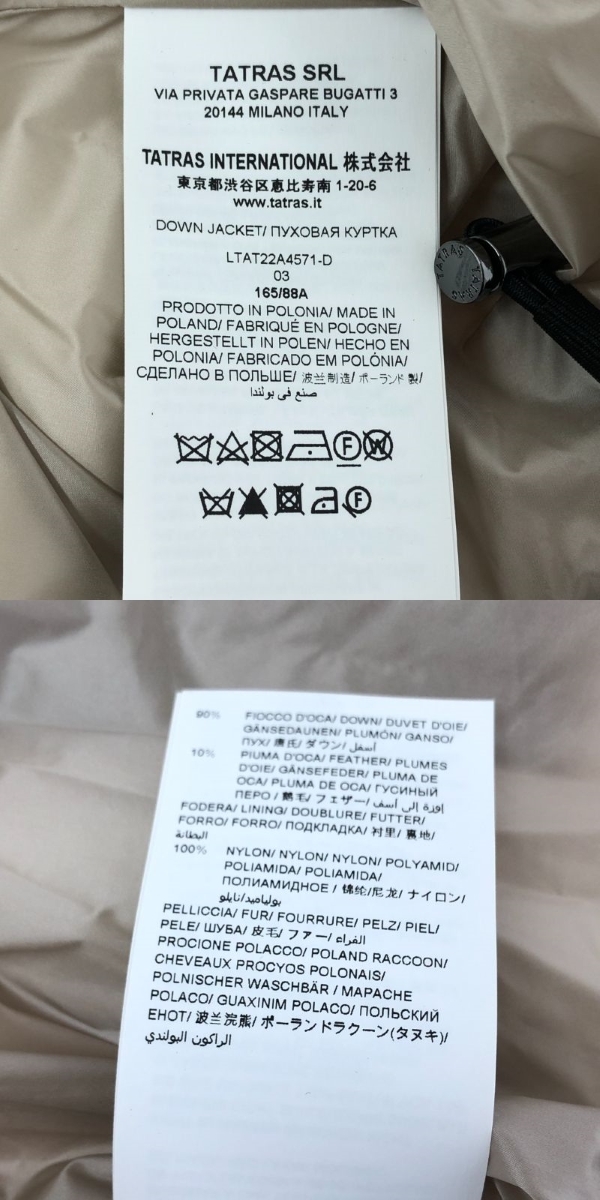 TATRAS SRL
VIA PRIVATA GASPARE BUGATTI 3
20144 MILANO ITALY
TATRAS INTERNATIONAL 株式会社
東京都渋谷区恵比寿南 1-20-6
www.tatras.it
DOWN JACKET/ ПУХОВАЯ КУРТКА
LTAT22A4571-D
03
165/88A
PRODOTTO IN POLONIA/ MADE IN
POLAND/ FABRIQUÉ EN POLOGNE/
HERGESTELLT IN POLEN/ HECHO EN
POLONIA/ FABRICADO EM POLÓNIA/
СДЕЛАНО В ПОЛЬШЕ/ 波兰制造/ ポーランド 製/
صنع في بولندا
TATRAS
F W
F
90% FIOCCO D'OCA/ DOWN/ DUVET D'OIE/
GÄNSEDAUNEN/ PLUMÓN/ GANSO/
ПУХ/ 唐氏/ ダウン/ أسفل
10% PIUMA D'OCA/ FEATHER/ PLUMES
D'OIE/ GÄNSEFEDER/ PLUMA DE
OCA/ PLUMA DE OCA/ ГУСИНЫЙ
ПЕРО / 鵝毛/ フェザー/ إوزة إلى أسفل
FODERA/ LINING/ DOUBLURE/ FUTTER/
FORRO/ FORRO/ ПОДКЛАДКА/ 衬里/ 裏地/
البطانة
100% NYLON/ NYLON/ NYLON/ POLYAMID/
POLIAMIDA/ POLIAMIDA/
ПОЛИАМИДНОЕ / 锦纶/尼龙/ ナイロン/
بولياميد/نايلو
PELLICCIA/ FUR/ FOURRURE/ PELZ/ PIEL/
PELE/ ШУБА/ 皮毛/ ファー/ الفراء
PROCIONE POLACCO/ POLAND RACCOON/
CHEVEAUX PROCYOS POLONAIS/
POLNISCHER WASCHBÄR / MAPACHE
POLACO/ GUAXINIM POLACO/ ПОЛЬСКИЙ
ЕНОТ/ 波兰浣熊/ ポーランドラクーン(タヌキ)/
الراكون البولندي